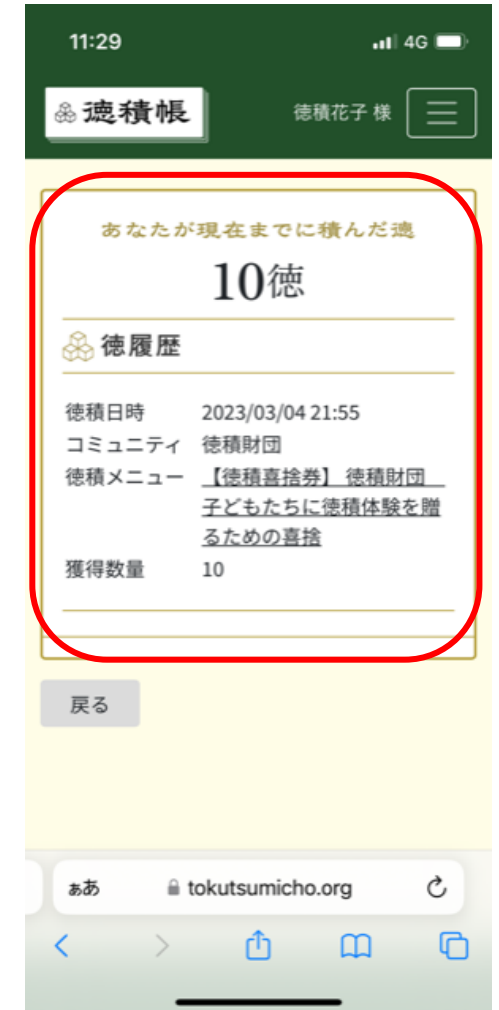 11:29 4G
徳積帳 徳積花子 様
あなたが現在までに積んだ徳
10徳
徳履歴
徳積日時 2023/03/04 21:55
コミュニティ 徳積財団
徳積メニュー 【徳積喜捨券】 徳積財団
子どもたちに徳積体験を贈
るための喜捨
獲得数量 10
戻る
ぁあ tokutsumicho.org